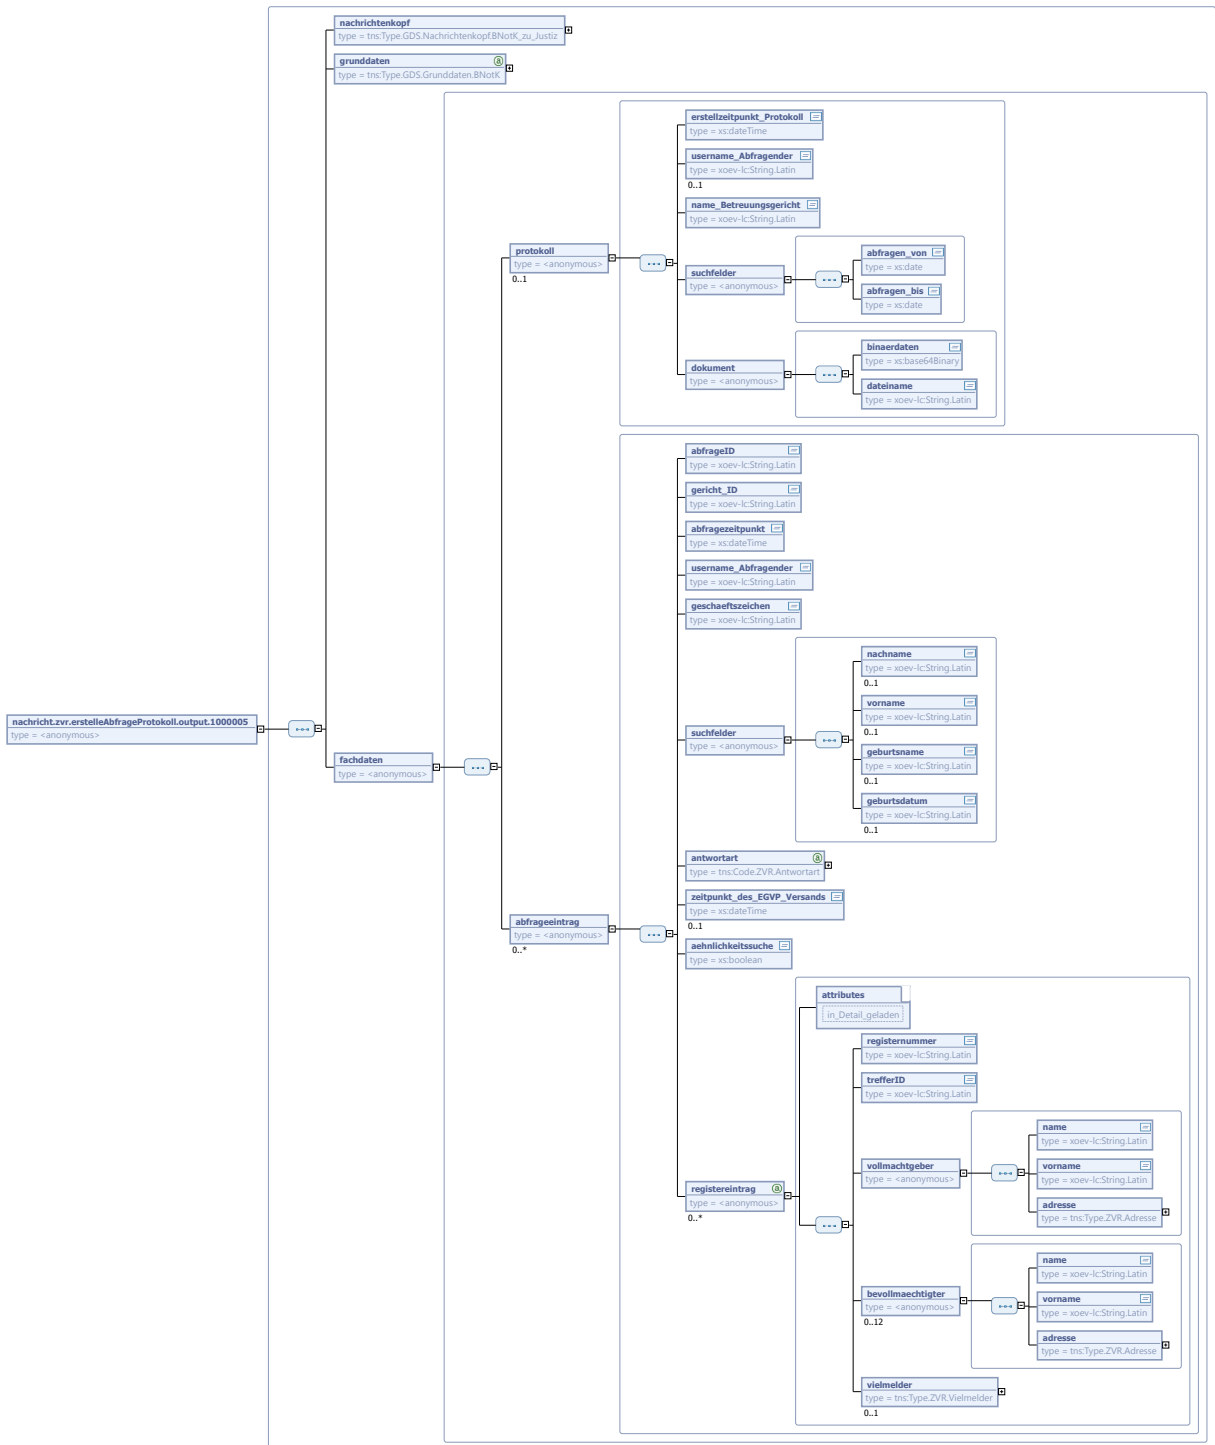 nachrichtenkopf
type = tns:Type.GDS.Nachrichtenkopf.BNotK_zu_Justiz
grunddaten
type = tns:Type.GDS.Grunddaten.BNotK
erstellzeitpunkt_Protokoll
type = xs:dateTime
username_Abfragender
type = xoev-lc:String.Latin
0..1
name_Betreuungsgericht
type = xoev-lc:String.Latin
protokoll
type = <anonymous>
0..1
suchfelder
type = <anonymous>
abfragen_von
type = xs:date
abfragen_bis
type = xs:date
dokument
type = <anonymous>
binaerdaten
type = xs:base64Binary
dateiname
type = xoev-lc:String.Latin
abfrageID
type = xoev-lc:String.Latin
gericht_ID
type = xoev-lc:String.Latin
abfragezeitpunkt
type = xs:dateTime
username_Abfragender
type = xoev-lc:String.Latin
geschaeftszeichen
type = xoev-lc:String.Latin
nachname
type = xoev-lc:String.Latin
0..1
vorname
type = xoev-lc:String.Latin
0..1
nachricht.zvr.erstelleAbfrageProtokoll.output.1000005
type = <anonymous>
suchfelder
type = <anonymous>
geburtsname
type = xoev-lc:String.Latin
0..1
fachdaten
type = <anonymous>
geburtsdatum
type = xoev-lc:String.Latin
0..1
antwortart
type = tns:Code.ZVR.Antwortart
zeitpunkt_des_EGVP_Versands
type = xs:dateTime
0..1
abfrageeintrag
type = <anonymous>
0..*
aehnlichkeitssuche
type = xs:boolean
attributes
in_Detail_geladen
registernummer
type = xoev-lc:String.Latin
trefferID
type = xoev-lc:String.Latin
name
type = xoev-lc:String.Latin
vollmachtgeber
type = <anonymous>
vorname
type = xoev-lc:String.Latin
registereintrag
type = <anonymous>
0..*
adresse
type = tns:Type.ZVR.Adresse
name
type = xoev-lc:String.Latin
bevollmaechtigter
type = <anonymous>
0..12
vorname
type = xoev-lc:String.Latin
adresse
type = tns:Type.ZVR.Adresse
vielmelder
type = tns:Type.ZVR.Vielmelder
0..1